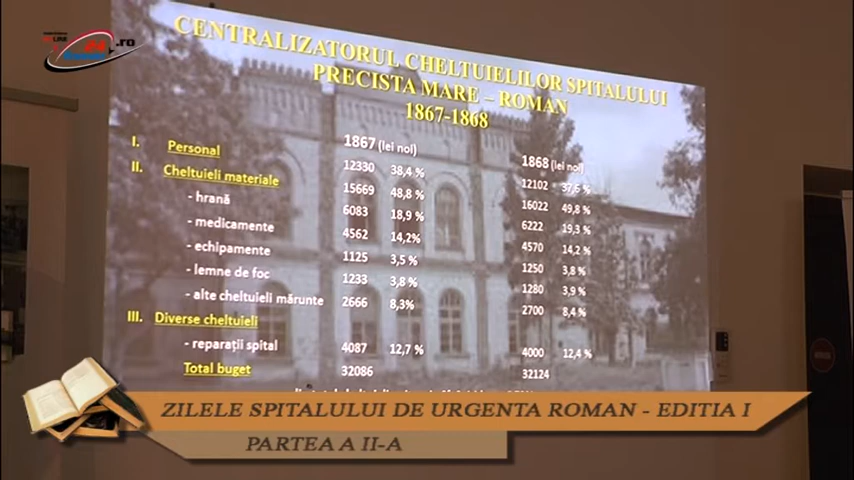 24.ro
CENTRALIZATORUL CHELTUIELILOR SPITALULUI
PRECISTA MARE – ROMAN
1867-1868
1867 (lei noi) 1868 (lei noi)
I. Personal 12330 38,4 % 12102 37,6 %
II. Cheltuieli materiale 15669 48,8 % 16022 49,8 %
- hrană 6083 18,9 % 6222 19,3 %
- medicamente 4562 14,2% 4570 14,2 %
- echipamente 1125 3,5 % 1250 3,8 %
- lemne de foc 1233 3,8 % 1280 3,9 %
- alte cheltuieli mărunte 2666 8,3% 2700 8,4 %
III. Diverse cheltuieli
- reparații spital 4087 12,7 % 4000 12,4 %
Total buget 32086 32124
ZILELE SPITALULUI DE URGENTA ROMAN - EDITIA I
PARTEA A II-A